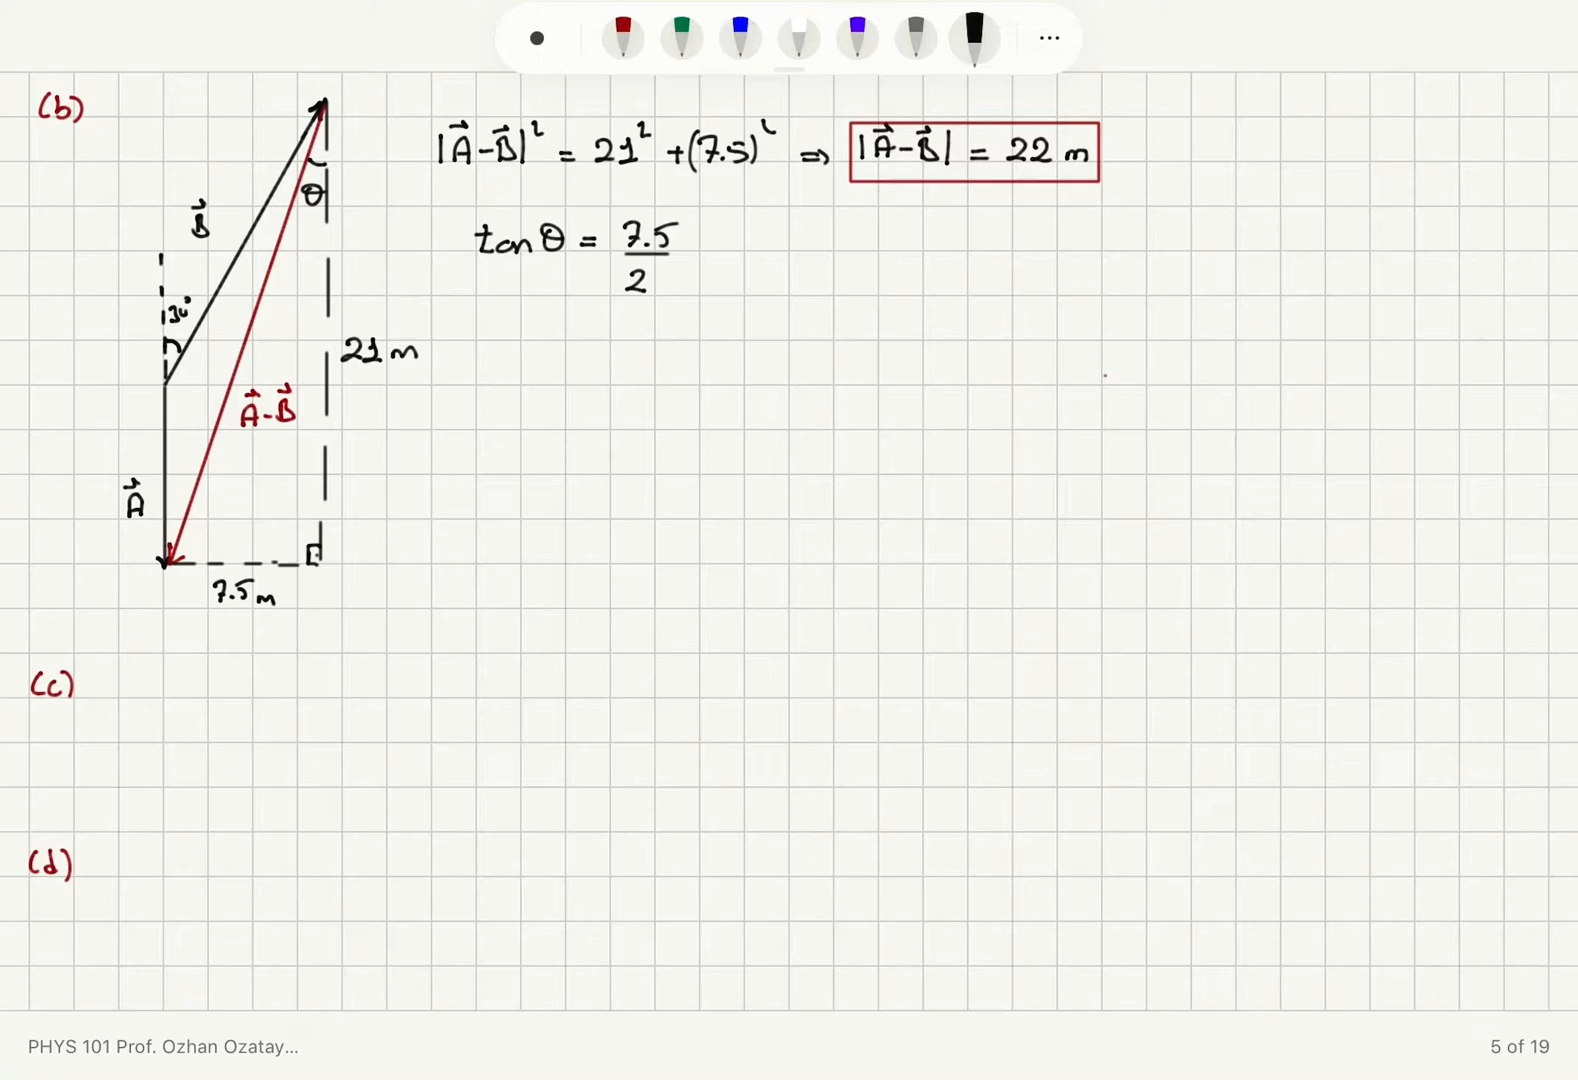 (b)
|A⃗-B⃗|² = 21² +(7.5)² ⇒ |A⃗-B⃗| = 22 m
θ
B⃗
tan θ = 7.5/2
30°
21 m
A⃗-B⃗
A⃗
7.5 m
(c)
(d)
PHYS 101 Prof. Ozhan Ozatay...
5 of 19